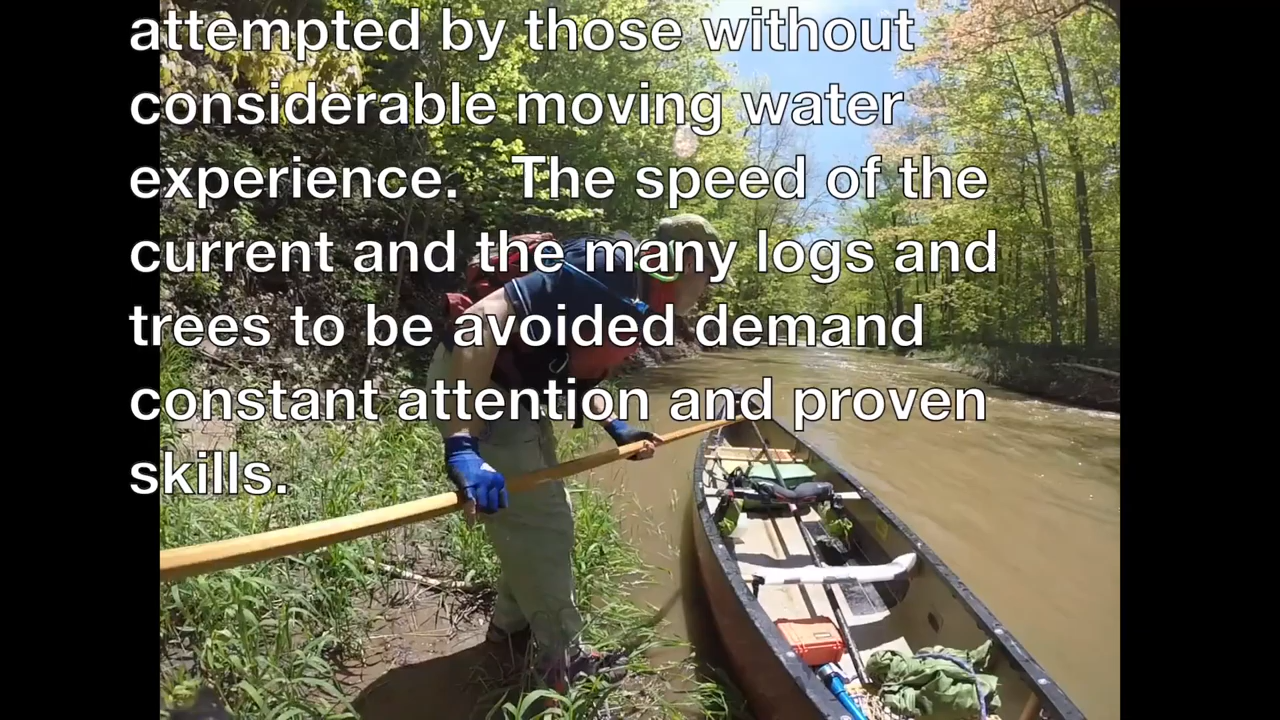 attempted by those without
considerable moving water
experience. The speed of the
current and the many logs and
trees to be avoided demand
constant attention and proven
skills.